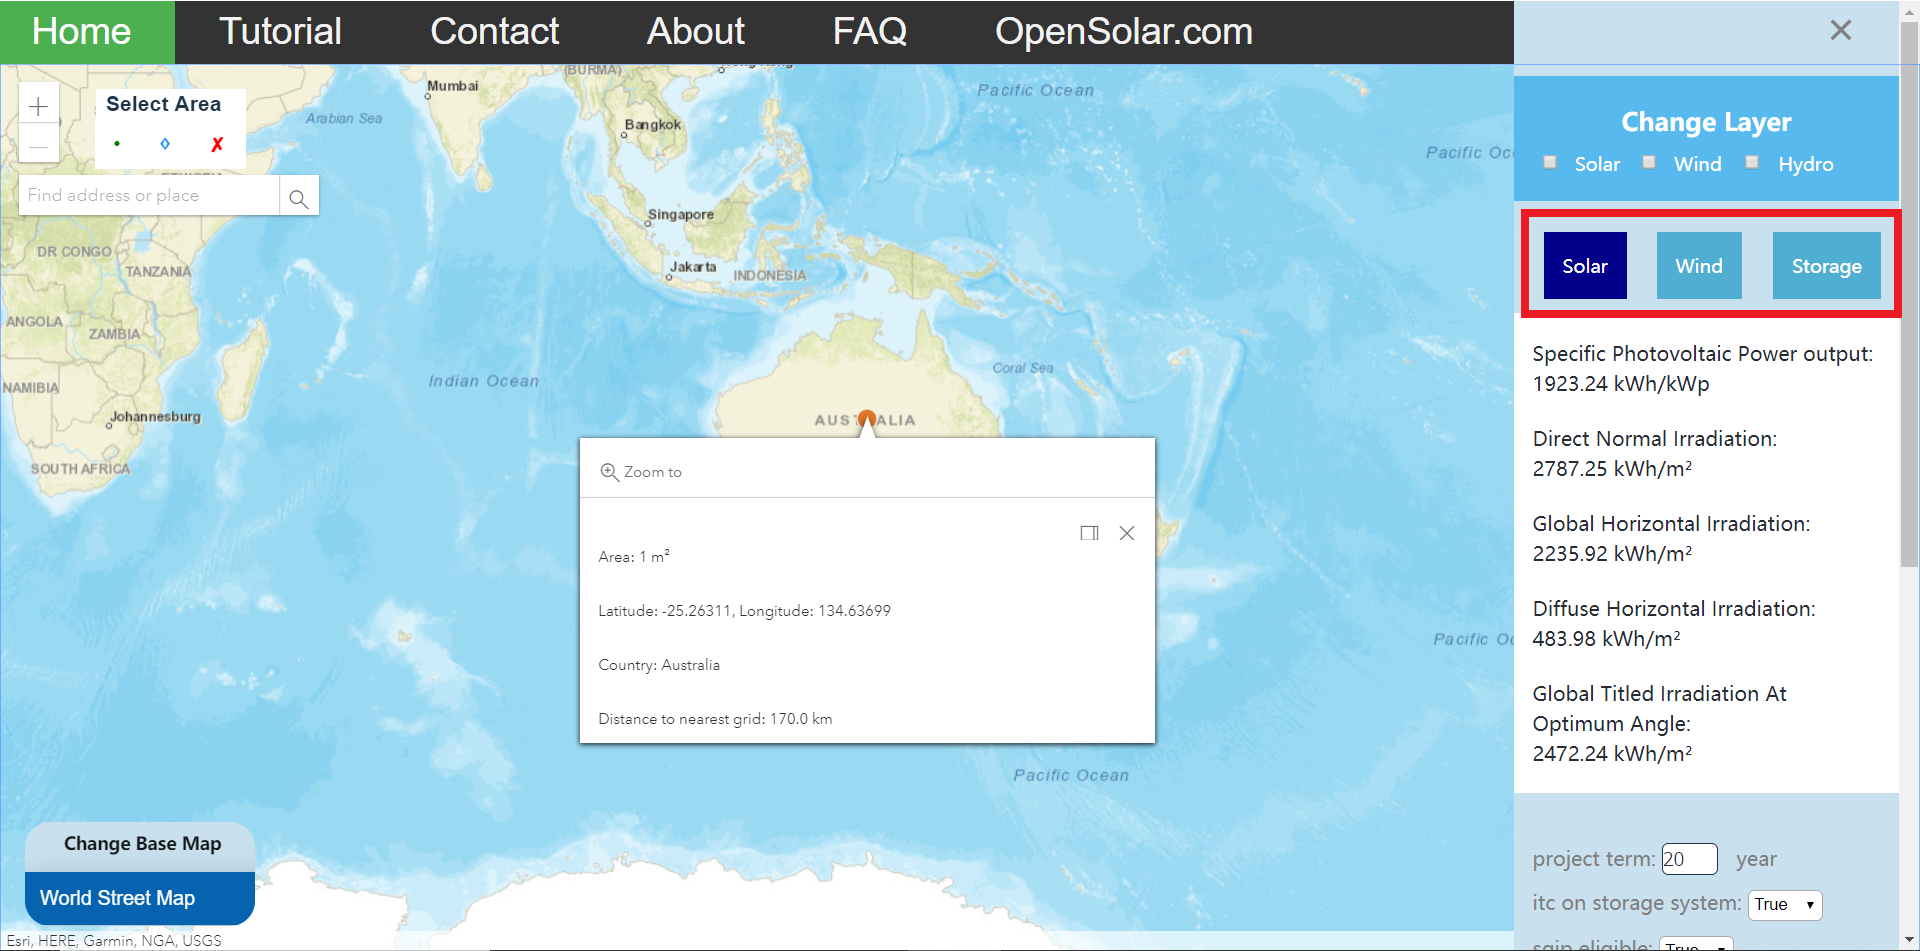 Home Tutorial Contact About FAQ OpenSolar.com
×
Select Area
Find address or place
(BURMA)
Mumbai
Arabian Sea
Bangkok
Pacific Ocean
Pacific Oc
Singapore
Jakarta
INDONESIA
DR CONGO
TANZANIA
ANGOLA
ZAMBIA
NAMIBIA
Johannesburg
SOUTH AFRICA
Indian Ocean
Coral Sea
AUSTRALIA
Zoom to
Area: 1 m²
Latitude: -25.26311, Longitude: 134.63699
Country: Australia
Distance to nearest grid: 170.0 km
Pacific Oc
Pacific Ocean
Change Base Map
World Street Map
Esri, HERE, Garmin, NGA, USGS
Change Layer
Solar Wind Hydro
Solar Wind Storage
Specific Photovoltaic Power output:
1923.24 kWh/kWp
Direct Normal Irradiation:
2787.25 kWh/m²
Global Horizontal Irradiation:
2235.92 kWh/m²
Diffuse Horizontal Irradiation:
483.98 kWh/m²
Global Titled Irradiation At
Optimum Angle:
2472.24 kWh/m²
project term: 20 year
itc on storage system: True
sgip eligible: True